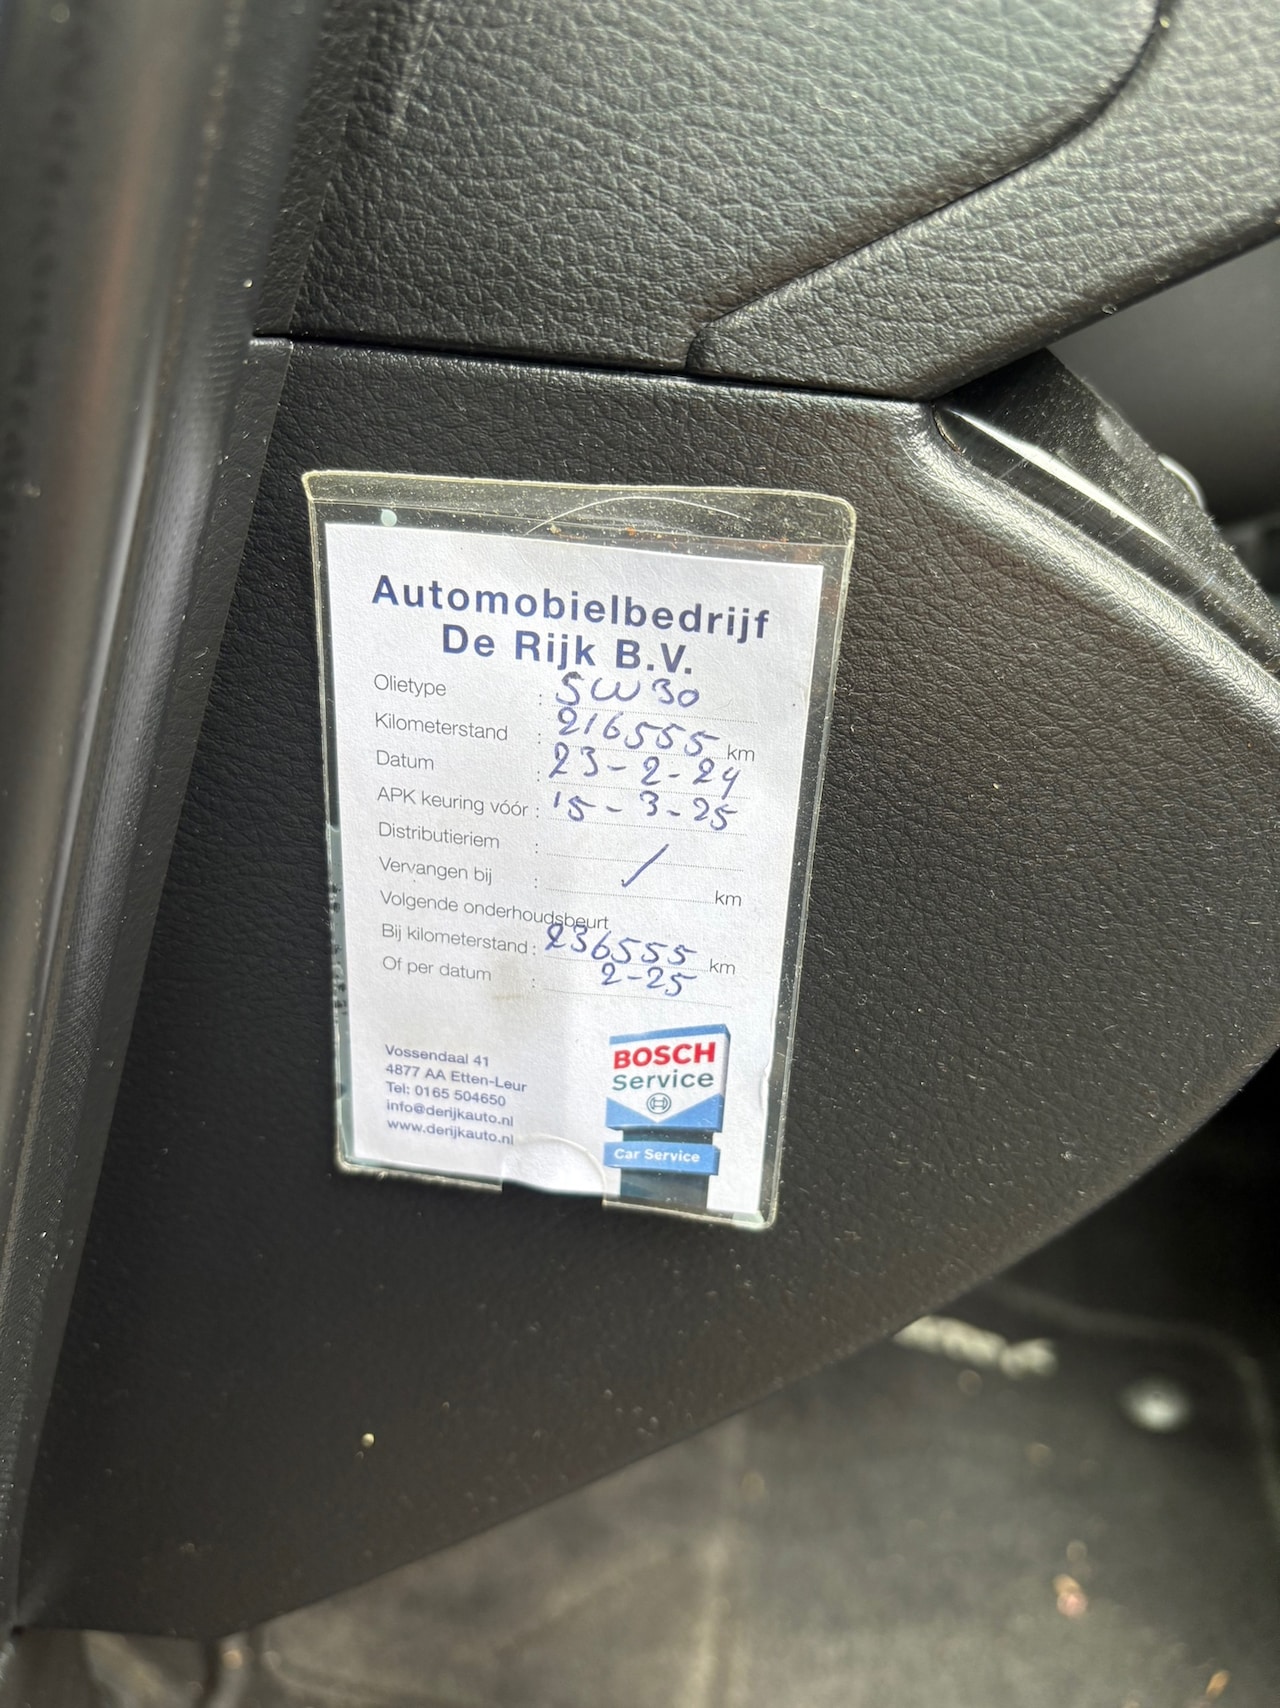 Automobielbedrijf
De Rijk B.V.
Olietype : 5W30
Kilometerstand : 216555 km
Datum : 23-2-24
APK keuring vóór : 15-3-25
Distributieriem :
Vervangen bij : / km
Volgende onderhoudsbeurt
Bij kilometerstand : 236555 km
Of per datum : 2-25
Vossendaal 41
4877 AA Etten-Leur
Tel: 0165 504650
info@derijkauto.nl
www.derijkauto.nl
BOSCH
Service
Car Service